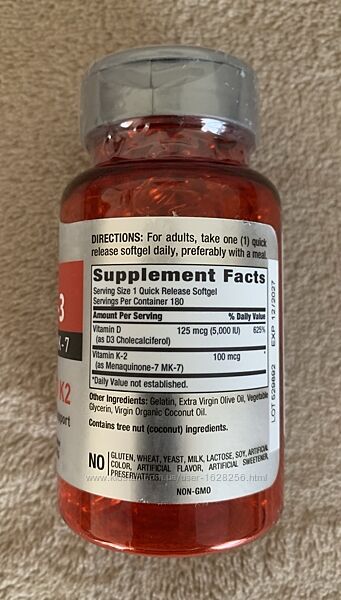 DIRECTIONS: For adults, take one (1) quick
release softgel daily, preferably with a meal.
Supplement Facts
Serving Size 1 Quick Release Softgel
Servings Per Container 180
Amount Per Serving % Daily Value
Vitamin D 125 mcg (5,000 IU) 625%
(as D3 Cholecalciferol)
Vitamin K-2 100 mcg *
(as Menaquinone-7 MK-7)
*Daily Value not established.
Other Ingredients: Gelatin, Extra Virgin Olive Oil, Vegetable
Glycerin, Virgin Organic Coconut Oil.
Contains tree nut (coconut) ingredients.
NO GLUTEN, WHEAT, YEAST, MILK, LACTOSE, SOY, ARTIFICIAL
COLOR, ARTIFICIAL FLAVOR, ARTIFICIAL SWEETENER,
PRESERVATIVES
NON-GMO
LOT 629692 EXP 12/2027
3
K-7
K2
pport